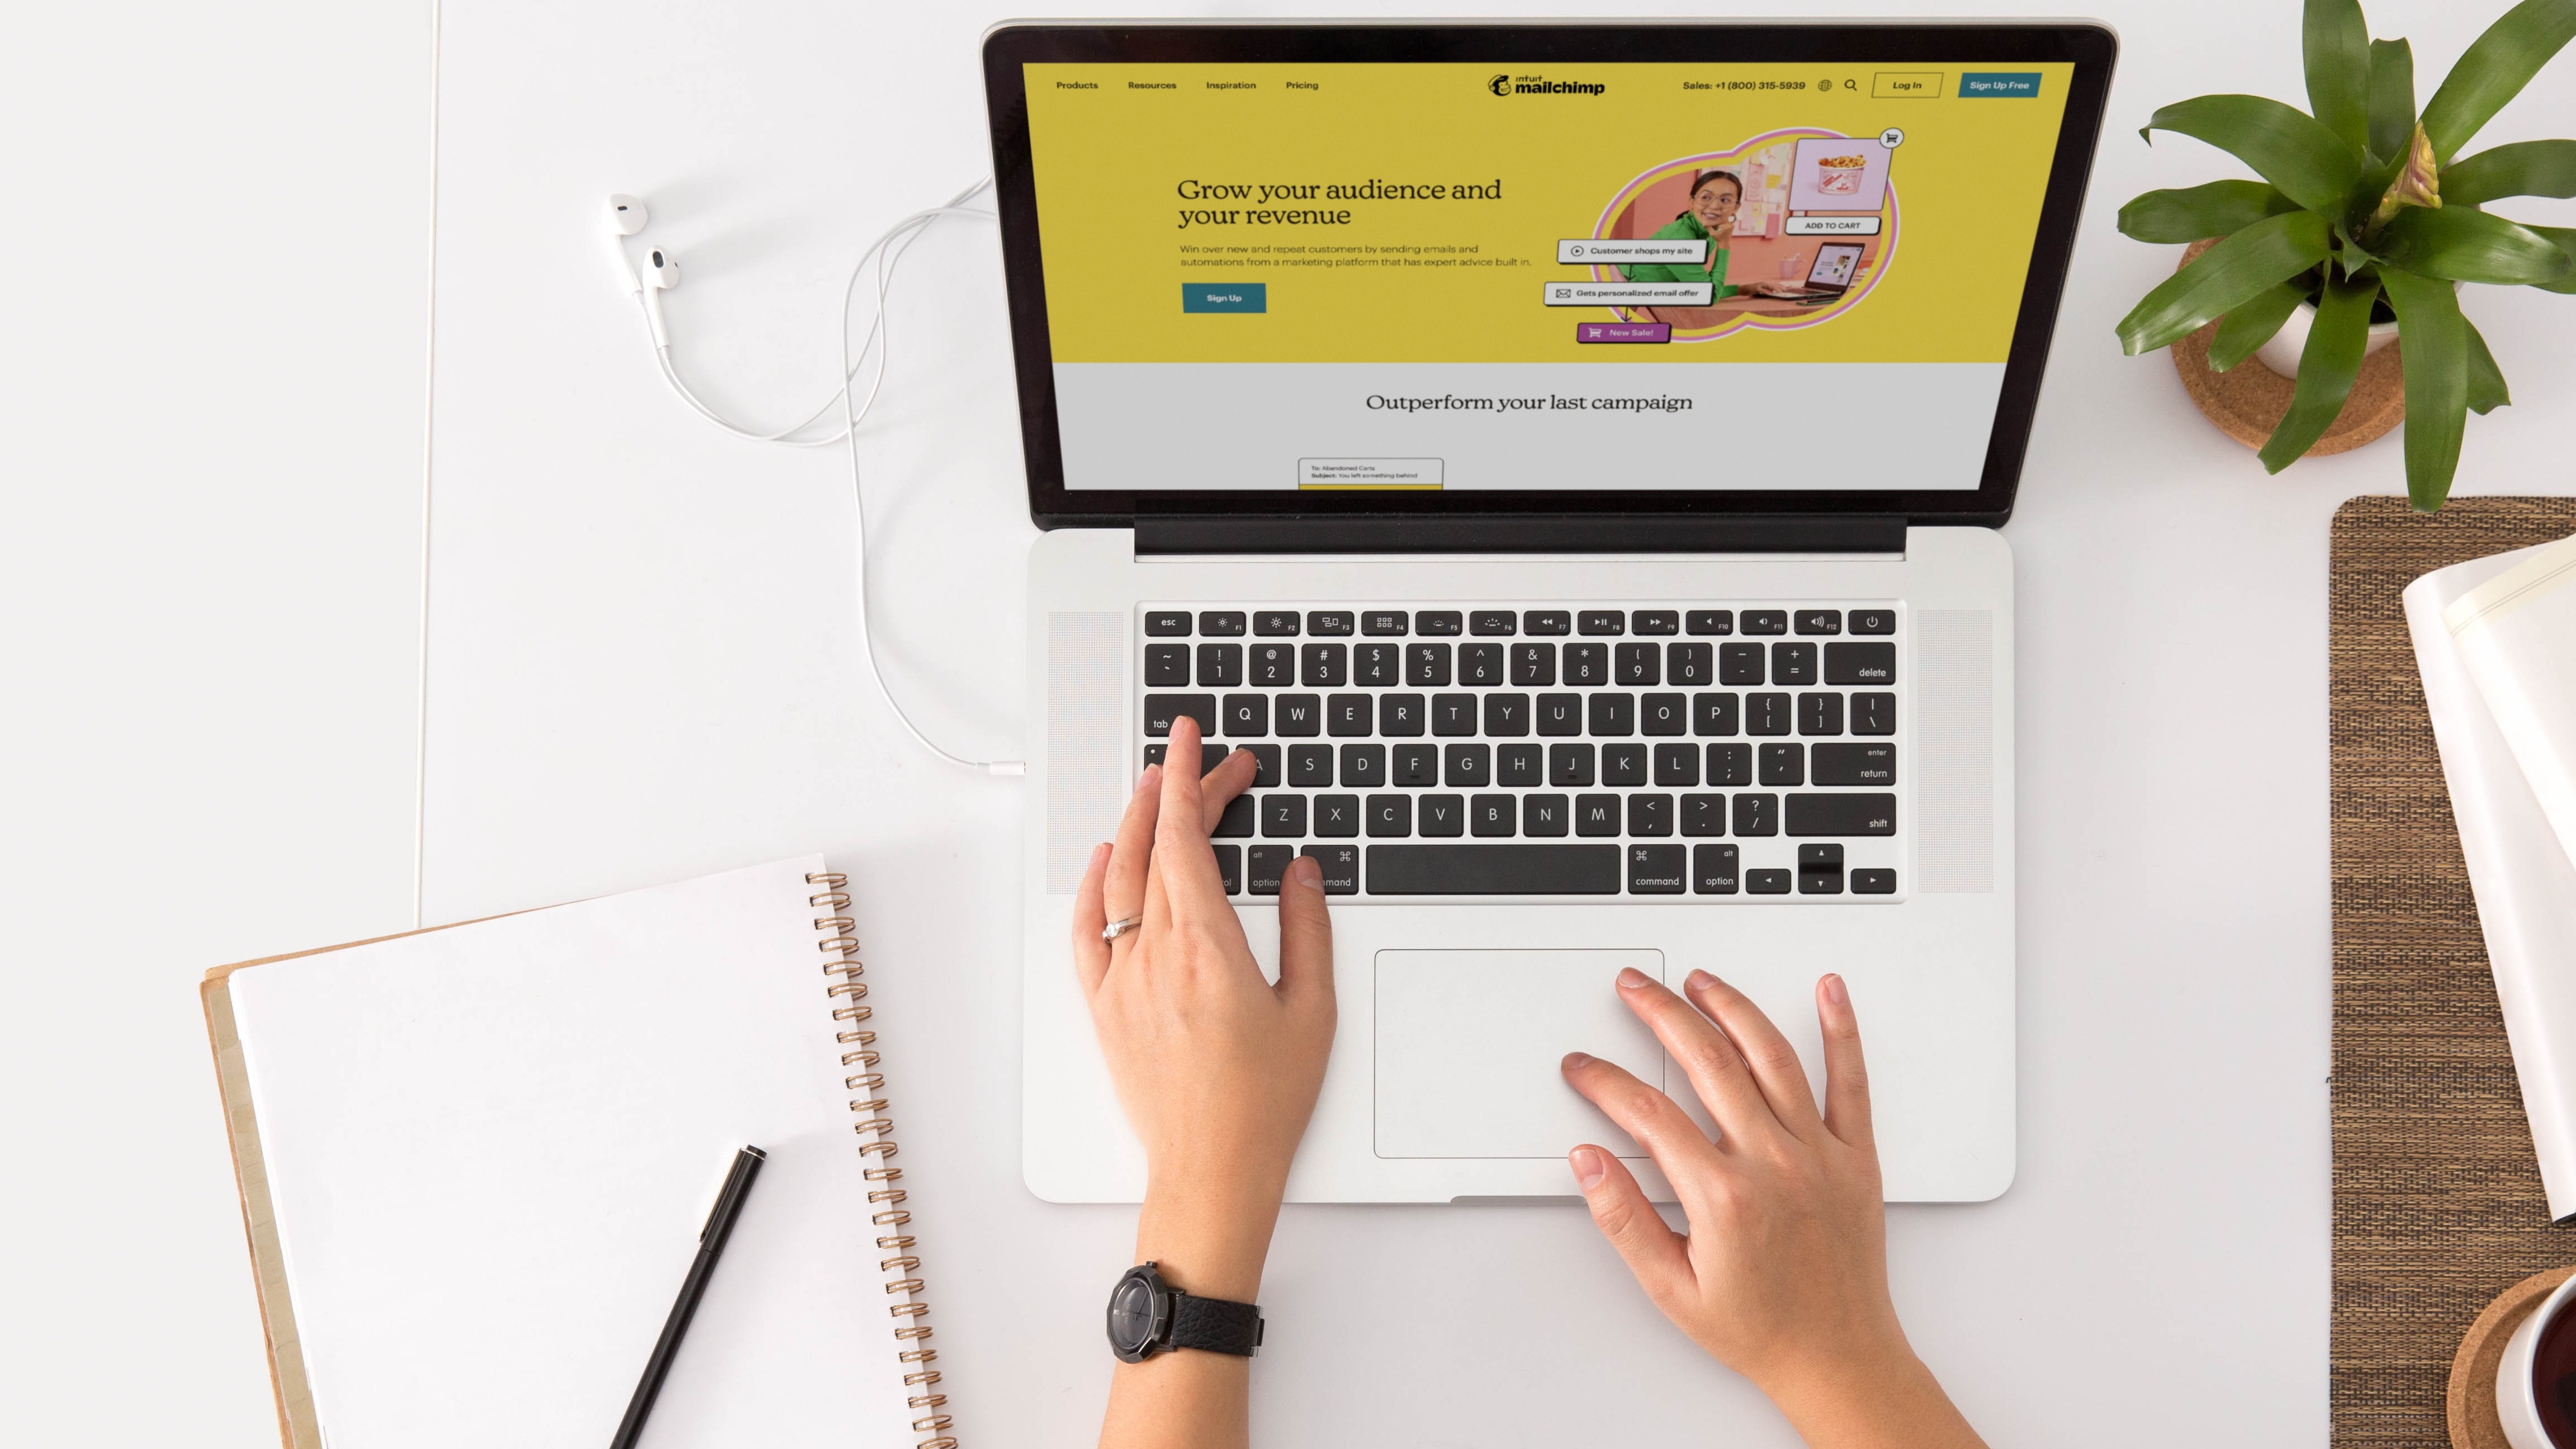 Products Resources Inspiration Pricing
intuit
mailchimp
Sales: +1 (800) 315-5939 Log In Sign Up Free
Grow your audience and
your revenue
Win over new and repeat customers by sending emails and
automations from a marketing platform that has expert advice built in.
Sign Up
ADD TO CART
Customer shops my site
Gets personalized email offer
New Sale!
Outperform your last campaign
To: Abandoned Carts
Subject: You left something behind
esc F1 F2 F3 F4 F5 F6 F7 F8 F9 F10 F11 F12
~ ! @ # $ % ^ & * ( ) — +
` 1 2 3 4 5 6 7 8 9 0 - = delete
tab Q W E R T Y U I O P { [ } ] | \
A S D F G H J K L : ; " ' enter return
Z X C V B N M < , > . ? / shift
rol alt option mmand command alt option